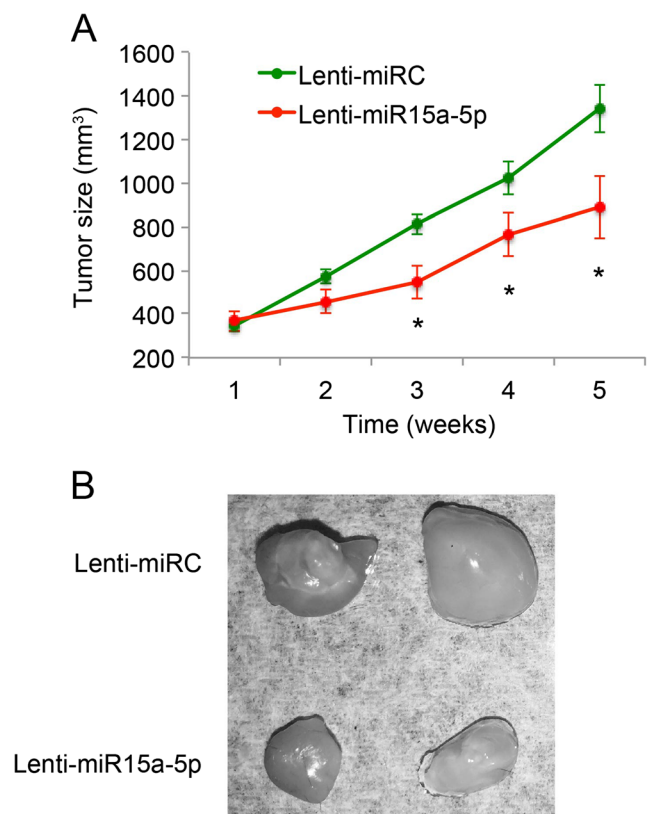 A
1600
1400
1200
1000
800
600
400
200
Tumor size (mm³)
Lenti-miRC
Lenti-miR15a-5p
*
*
*
1 2 3 4 5
Time (weeks)
B
Lenti-miRC
Lenti-miR15a-5p